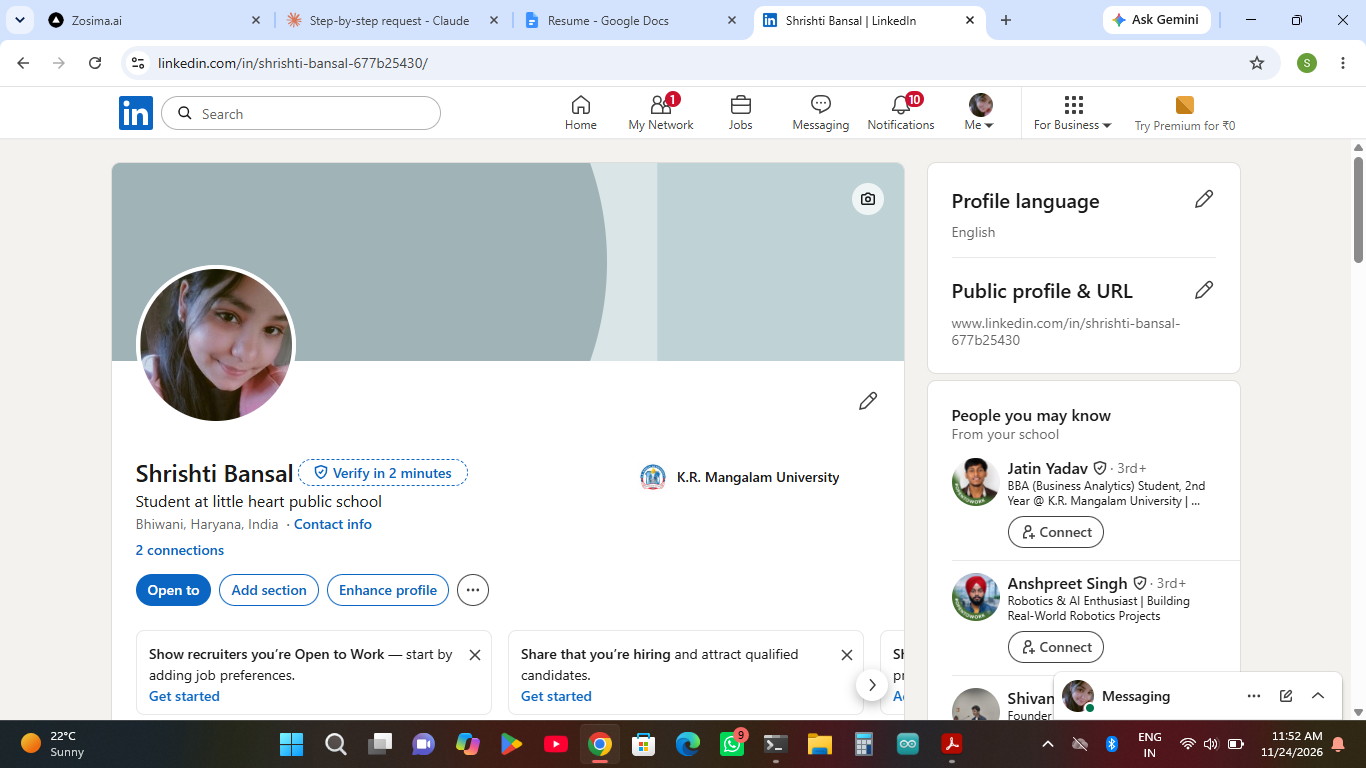 Zosima.ai
Step-by-step request - Claude
Resume - Google Docs
Shrishti Bansal | LinkedIn
Ask Gemini
linkedin.com/in/shrishti-bansal-677b25430/
S
in
Search
Home
1
My Network
Jobs
Messaging
10
Notifications
Me
For Business
Try Premium for ₹0
Shrishti Bansal
Verify in 2 minutes
Student at little heart public school
Bhiwani, Haryana, India · Contact info
2 connections
K.R. Mangalam University
Open to
Add section
Enhance profile
Show recruiters you're Open to Work — start by
adding job preferences.
Get started
Share that you're hiring and attract qualified
candidates.
Get started
Profile language
English
Public profile & URL
www.linkedin.com/in/shrishti-bansal-
677b25430
People you may know
From your school
Jatin Yadav · 3rd+
BBA (Business Analytics) Student, 2nd
Year @ K.R. Mangalam University | ...
Connect
Anshpreet Singh · 3rd+
Robotics & AI Enthusiast | Building
Real-World Robotics Projects
Connect
Messaging
22°C
Sunny
9
ENG
IN
11:52 AM
11/24/2026